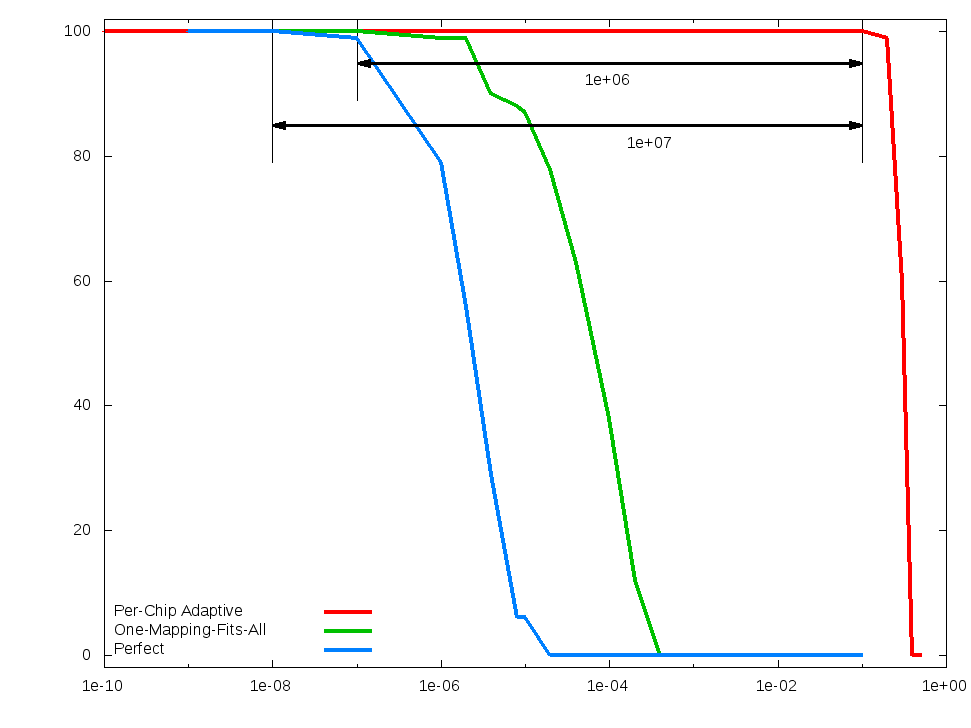 100
1e+06
1e+07
80
60
40
20
Per-Chip Adaptive
One-Mapping-Fits-All
Perfect
0
1e-10 1e-08 1e-06 1e-04 1e-02 1e+00